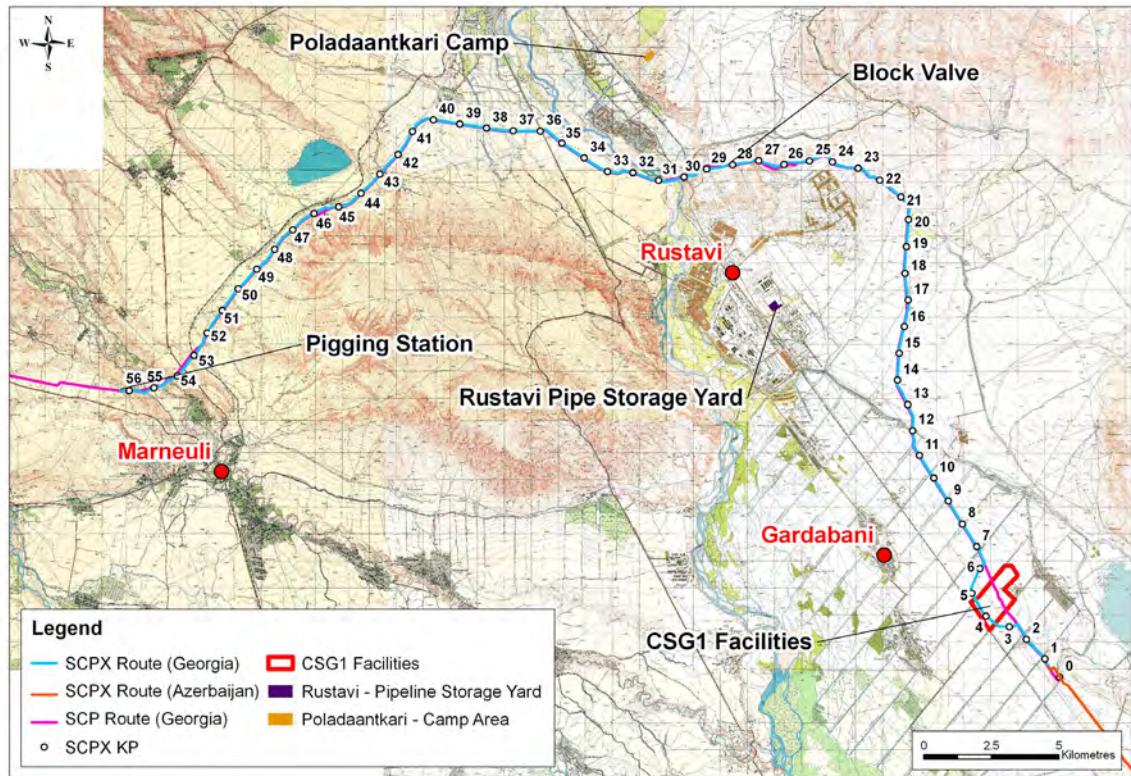 N
W E
S
Poladaantkari Camp
Block Valve
40 39 38 37 36
41 35
34
42 33 32 31 30 29 28 27 26 25 24 23
43 22
44 21
45
46 20
47
19
48
Rustavi
18
49
17
50
16
51
15
52
Pigging Station
14
53
56 55 54
Rustavi Pipe Storage Yard
13
12
Marneuli
11
10
9
8
Gardabani
7
6
5
CSG1 Facilities
4 3 2
1
0
Legend
SCPX Route (Georgia)
CSG1 Facilities
SCPX Route (Azerbaijan)
Rustavi - Pipeline Storage Yard
SCP Route (Georgia)
Poladaantkari - Camp Area
SCPX KP
0 2.5 5
Kilometres